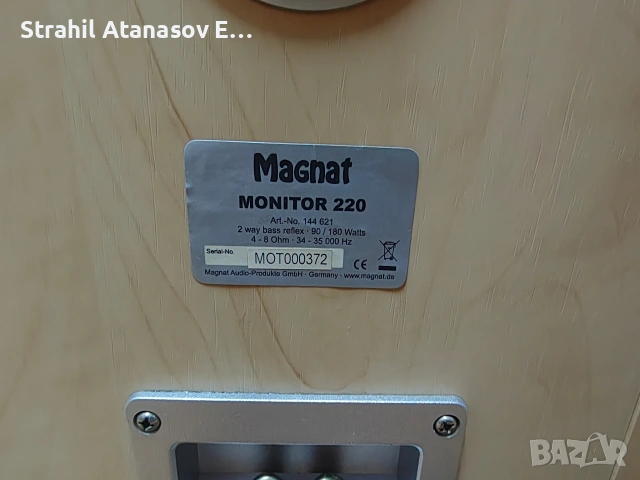 Strahil Atanasov E...
Magnat
MONITOR 220
Art.-No. 144 621
2 way bass reflex · 90 / 180 Watts
4 - 8 Ohm · 34 - 35 000 Hz
Serial-No.
MOT000372
CE
Magnat Audio-Produkte GmbH · Germany · www.magnat.de
BAZAR